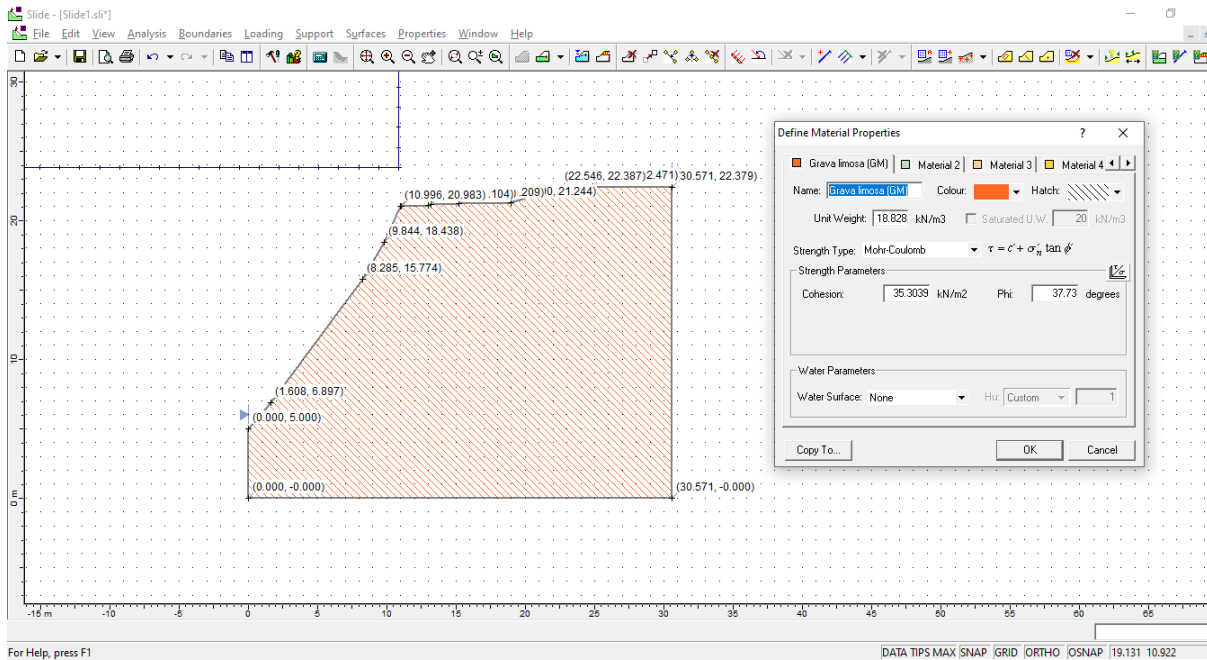 Slide - [Slide1.sli*]
File Edit View Analysis Boundaries Loading Support Surfaces Properties Window Help
30
20
10
0 m
(22.546, 22.387) 2.471) 30.571, 22.379)
(10.996, 20.983) .104) .209) 0, 21.244)
(9.844, 18.438)
(8.285, 15.774)
(1.608, 6.897)
(0.000, 5.000)
(0.000, -0.000)
(30.571, -0.000)
-15 m -10 -5 0 5 10 15 20 25 30 35 40 45 50 55 60 65
Define Material Properties ?
Grava limosa (GM) Material 2 Material 3 Material 4
Name: Grava limosa (GM) Colour: Hatch:
Unit Weight: 18.828 kN/m3 Saturated U.W. 20 kN/m3
Strength Type: Mohr-Coulomb τ = c' + σ'n tan ϕ'
Strength Parameters
Cohesion: 35.3039 kN/m2 Phi: 37.73 degrees
Water Parameters
Water Surface: None Hu: Custom 1
Copy To... OK Cancel
For Help, press F1
DATA TIPS MAX SNAP GRID ORTHO OSNAP 19.131 10.922